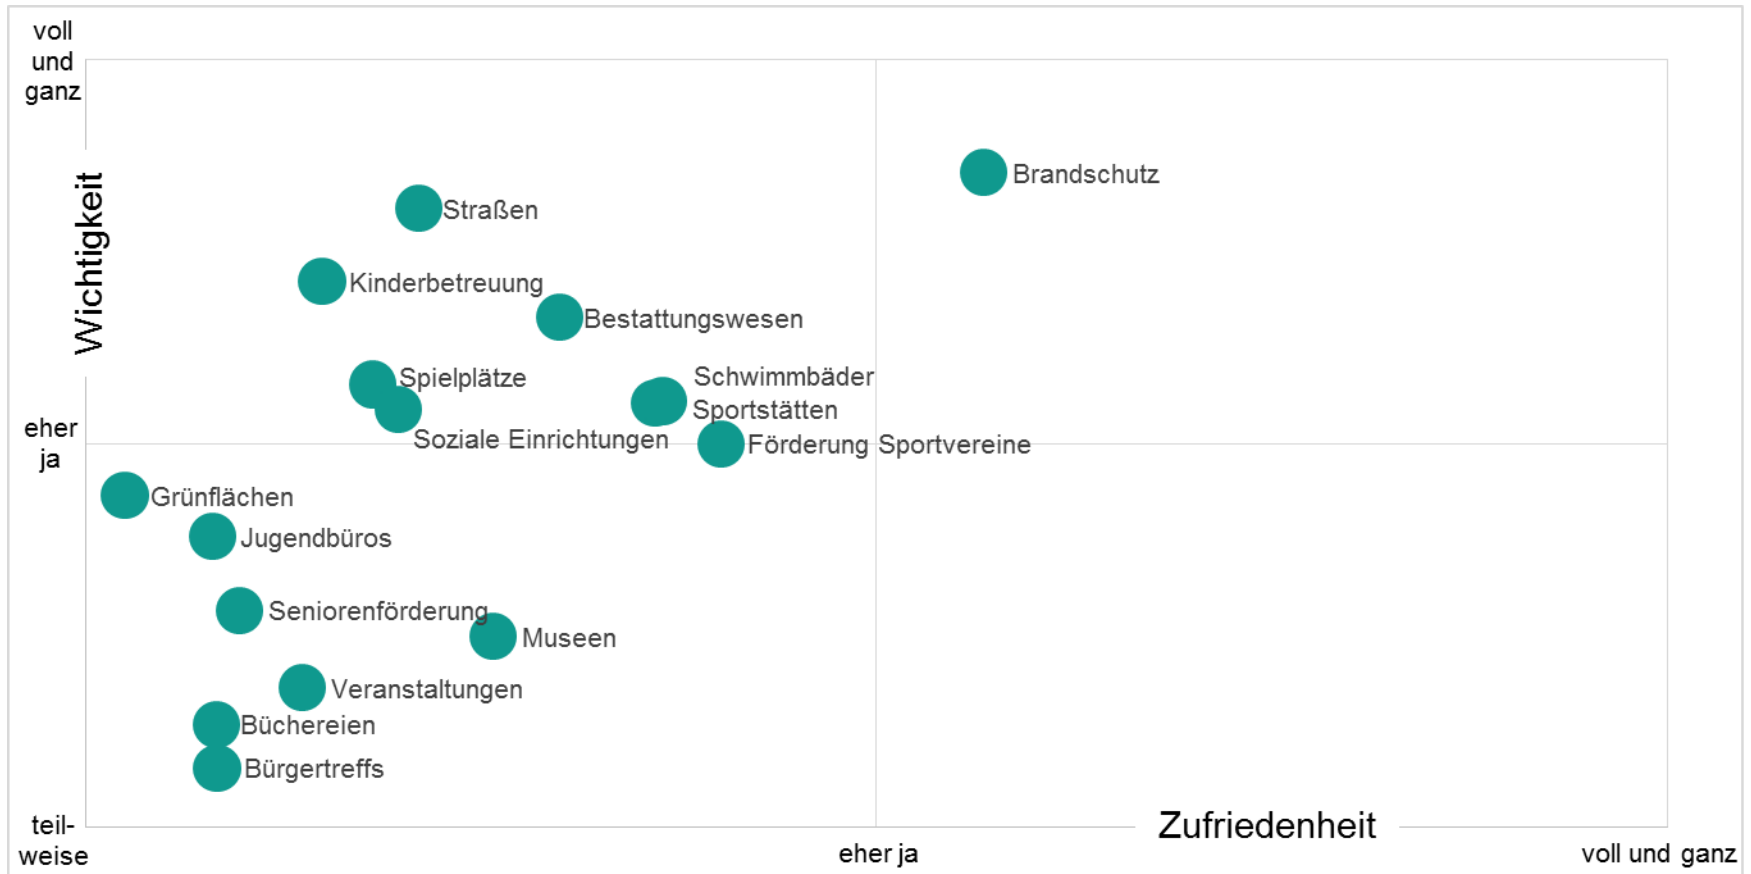 voll
und
ganz
Wichtigkeit
Brandschutz
Straßen
Kinderbetreuung
Bestattungswesen
Schwimmbäder
Spielplätze
Sportstätten
eher
ja
Soziale Einrichtungen
Förderung Sportvereine
Grünflächen
Jugendbüros
Seniorenförderung
Museen
Veranstaltungen
Büchereien
Bürgertreffs
teil-
weise
Zufriedenheit
eher ja
voll und ganz